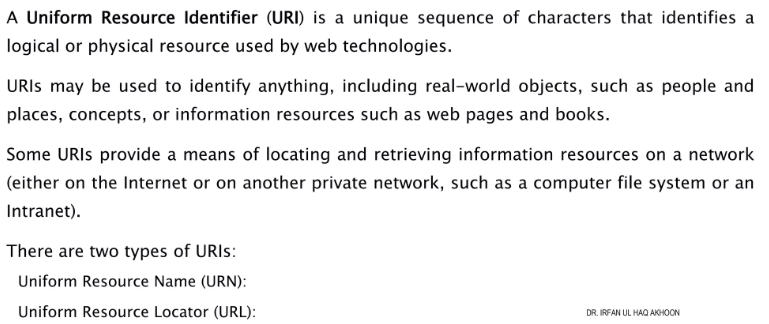 A Uniform Resource Identifier (URI) is a unique sequence of characters that identifies a
logical or physical resource used by web technologies.
URIs may be used to identify anything, including real-world objects, such as people and
places, concepts, or information resources such as web pages and books.
Some URIs provide a means of locating and retrieving information resources on a network
(either on the Internet or on another private network, such as a computer file system or an
Intranet).
There are two types of URIs:
Uniform Resource Name (URN):
Uniform Resource Locator (URL):
DR. IRFAN UL HAQ AKHOON